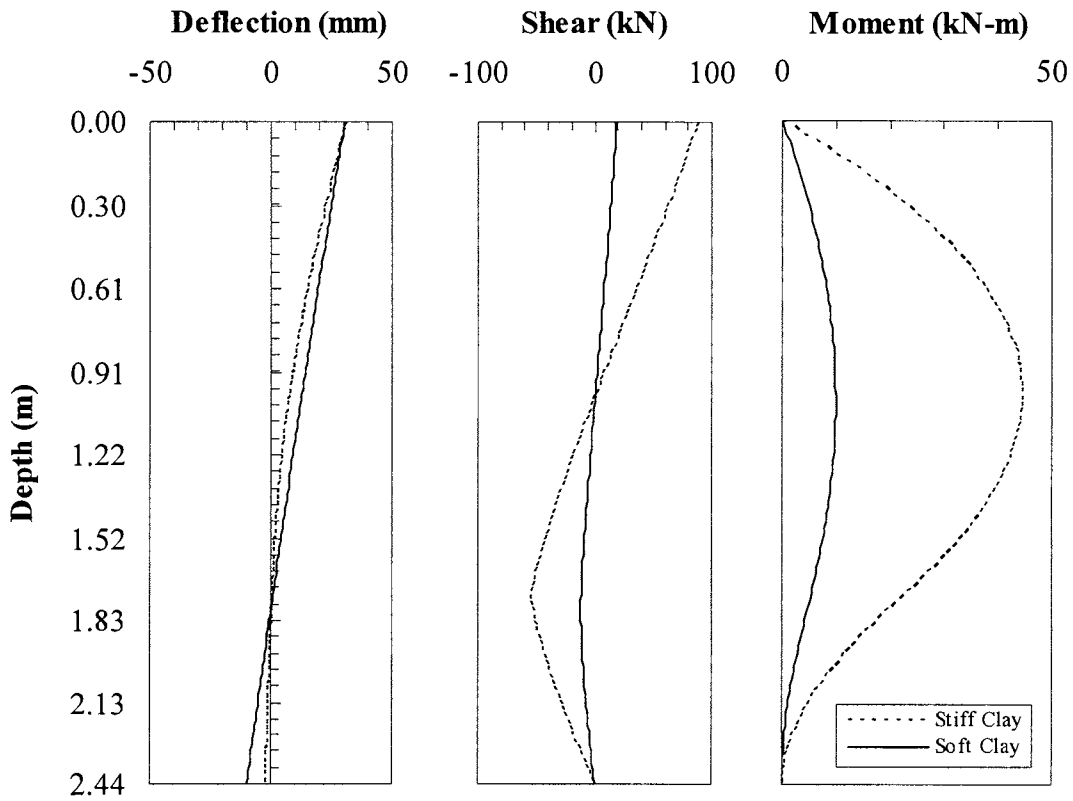 Deflection (mm) Shear (kN) Moment (kN-m)
-50 0 50 -100 0 100 0 50
0.00
0.30
0.61
0.91
1.22
1.52
1.83
2.13
2.44
Depth (m)
Stiff Clay
Soft Clay